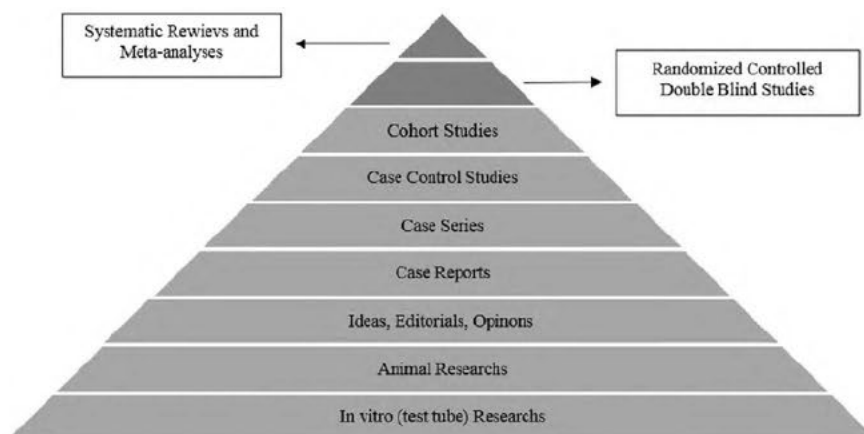 Systematic Rewievs and
Meta-analyses
Randomized Controlled
Double Blind Studies
Cohort Studies
Case Control Studies
Case Series
Case Reports
Ideas, Editorials, Opinons
Animal Researchs
In vitro (test tube) Researchs